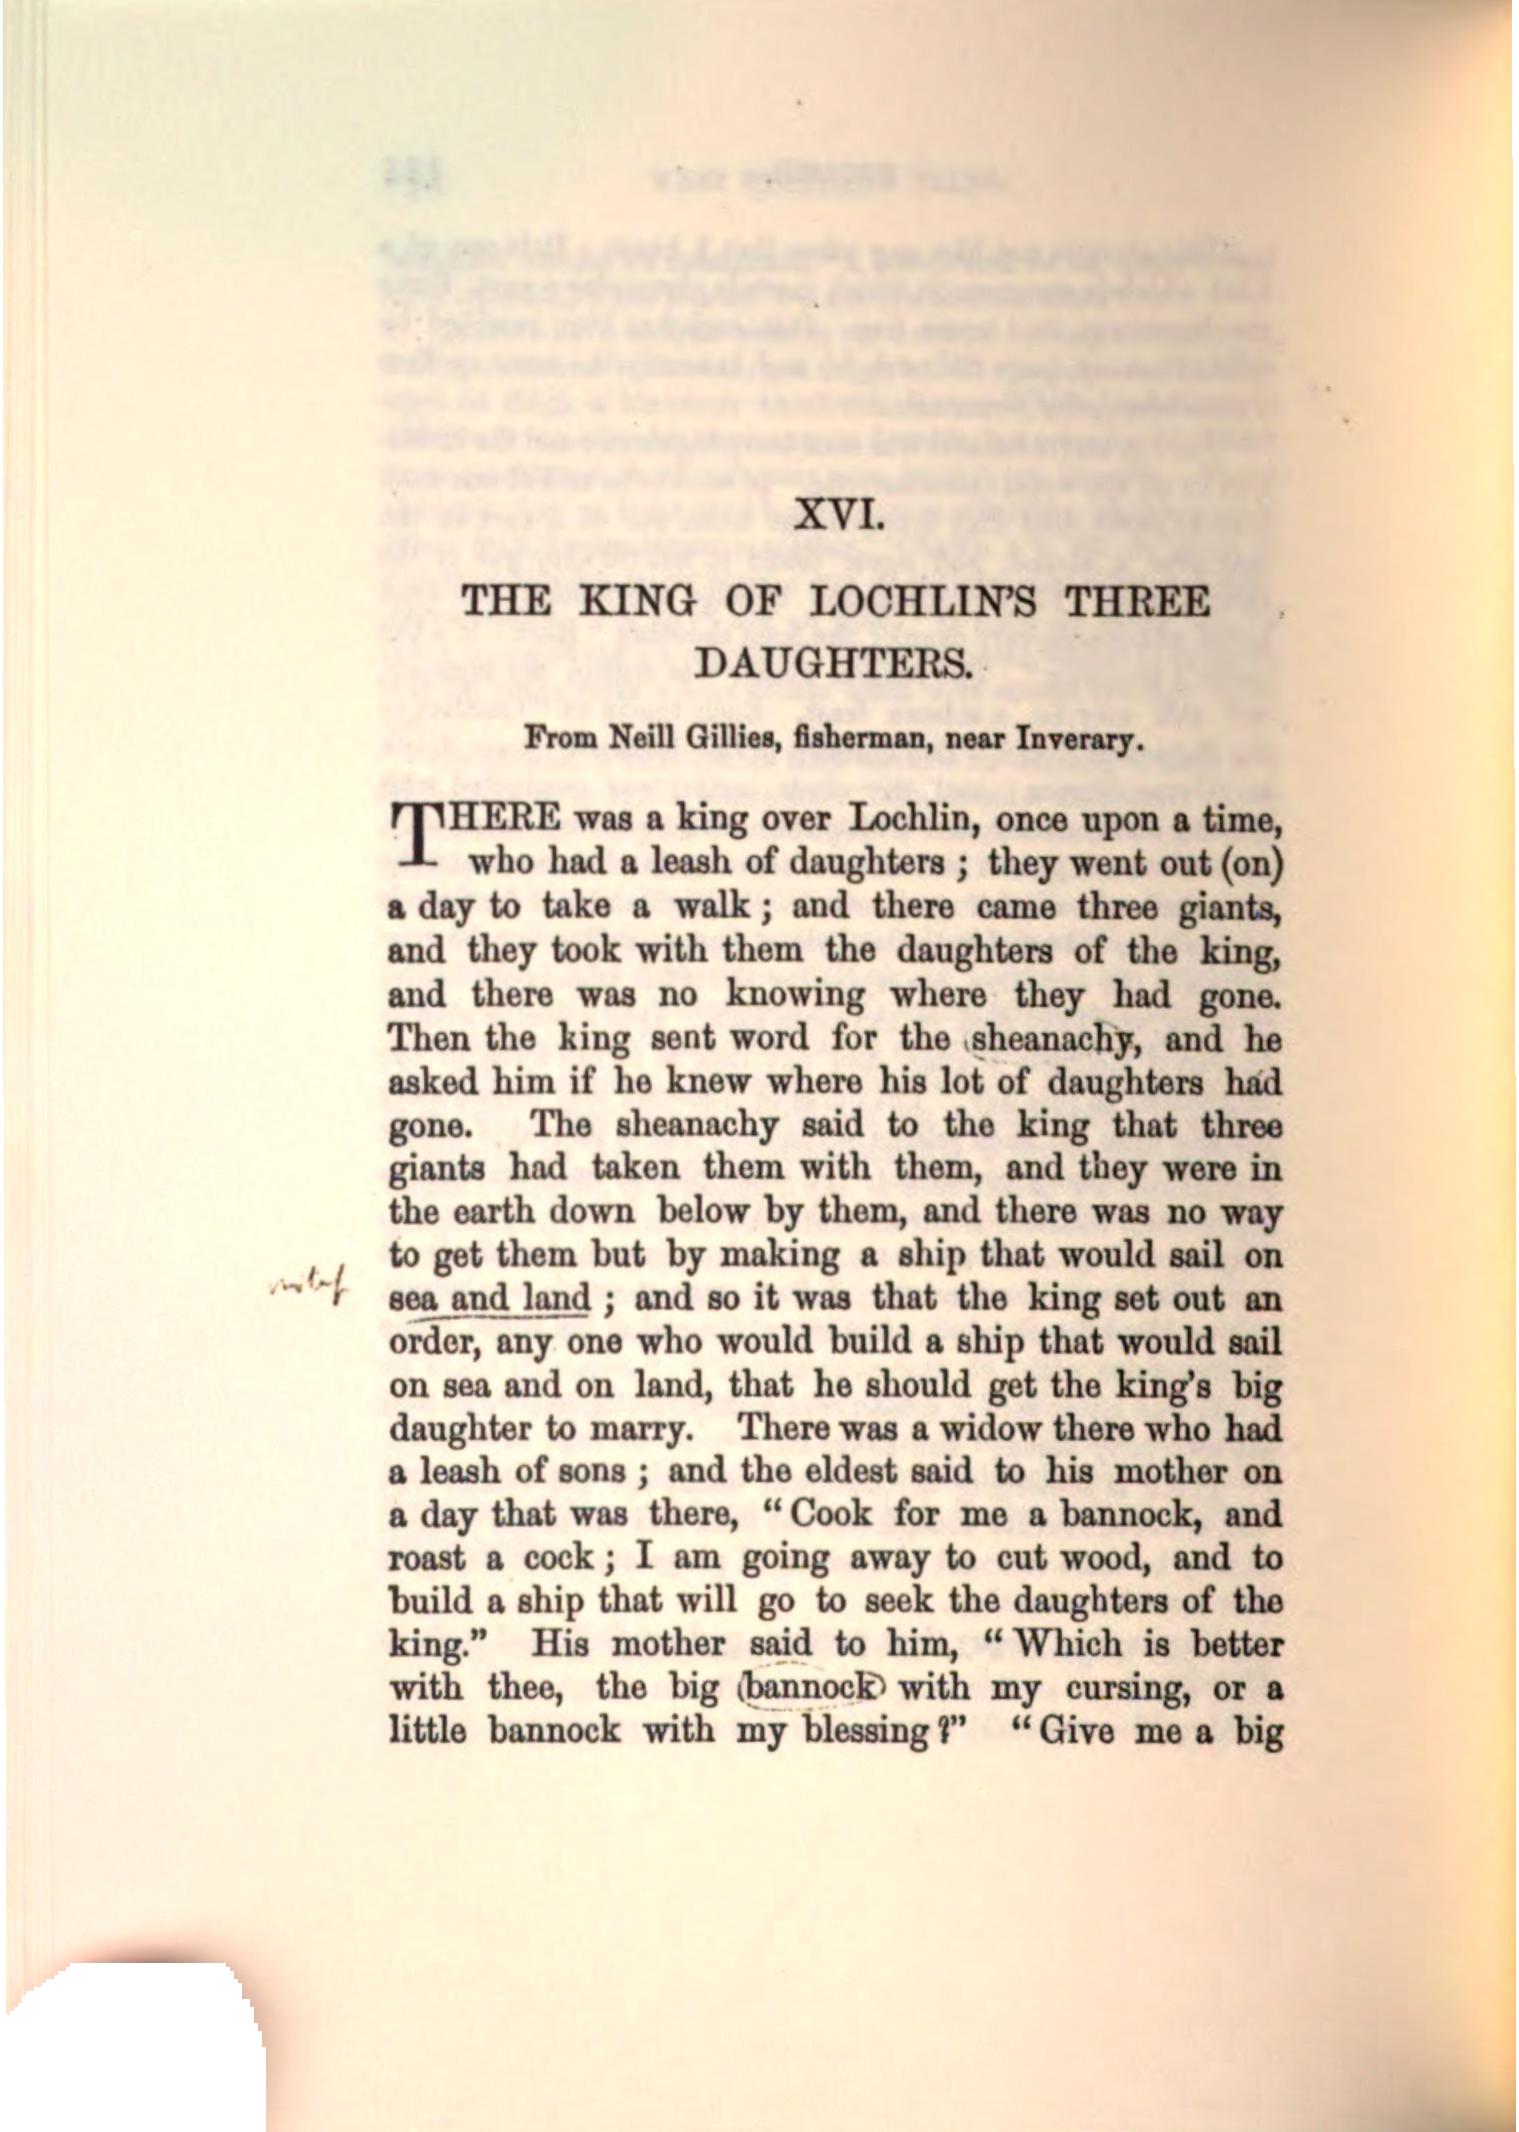 XVI.
THE KING OF LOCHLIN'S THREE
DAUGHTERS.
From Neill Gillies, fisherman, near Inverary.
THERE was a king over Lochlin, once upon a time,
who had a leash of daughters ; they went out (on)
a day to take a walk ; and there came three giants,
and they took with them the daughters of the king,
and there was no knowing where they had gone.
Then the king sent word for the sheanachy, and he
asked him if he knew where his lot of daughters had
gone. The sheanachy said to the king that three
giants had taken them with them, and they were in
the earth down below by them, and there was no way
to get them but by making a ship that would sail on
sea and land ; and so it was that the king set out an
order, any one who would build a ship that would sail
on sea and on land, that he should get the king's big
daughter to marry. There was a widow there who had
a leash of sons ; and the eldest said to his mother on
a day that was there, “ Cook for me a bannock, and
roast a cock ; I am going away to cut wood, and to
build a ship that will go to seek the daughters of the
king.” His mother said to him, “ Which is better
with thee, the big bannock with my cursing, or a
little bannock with my blessing ?” “ Give me a big